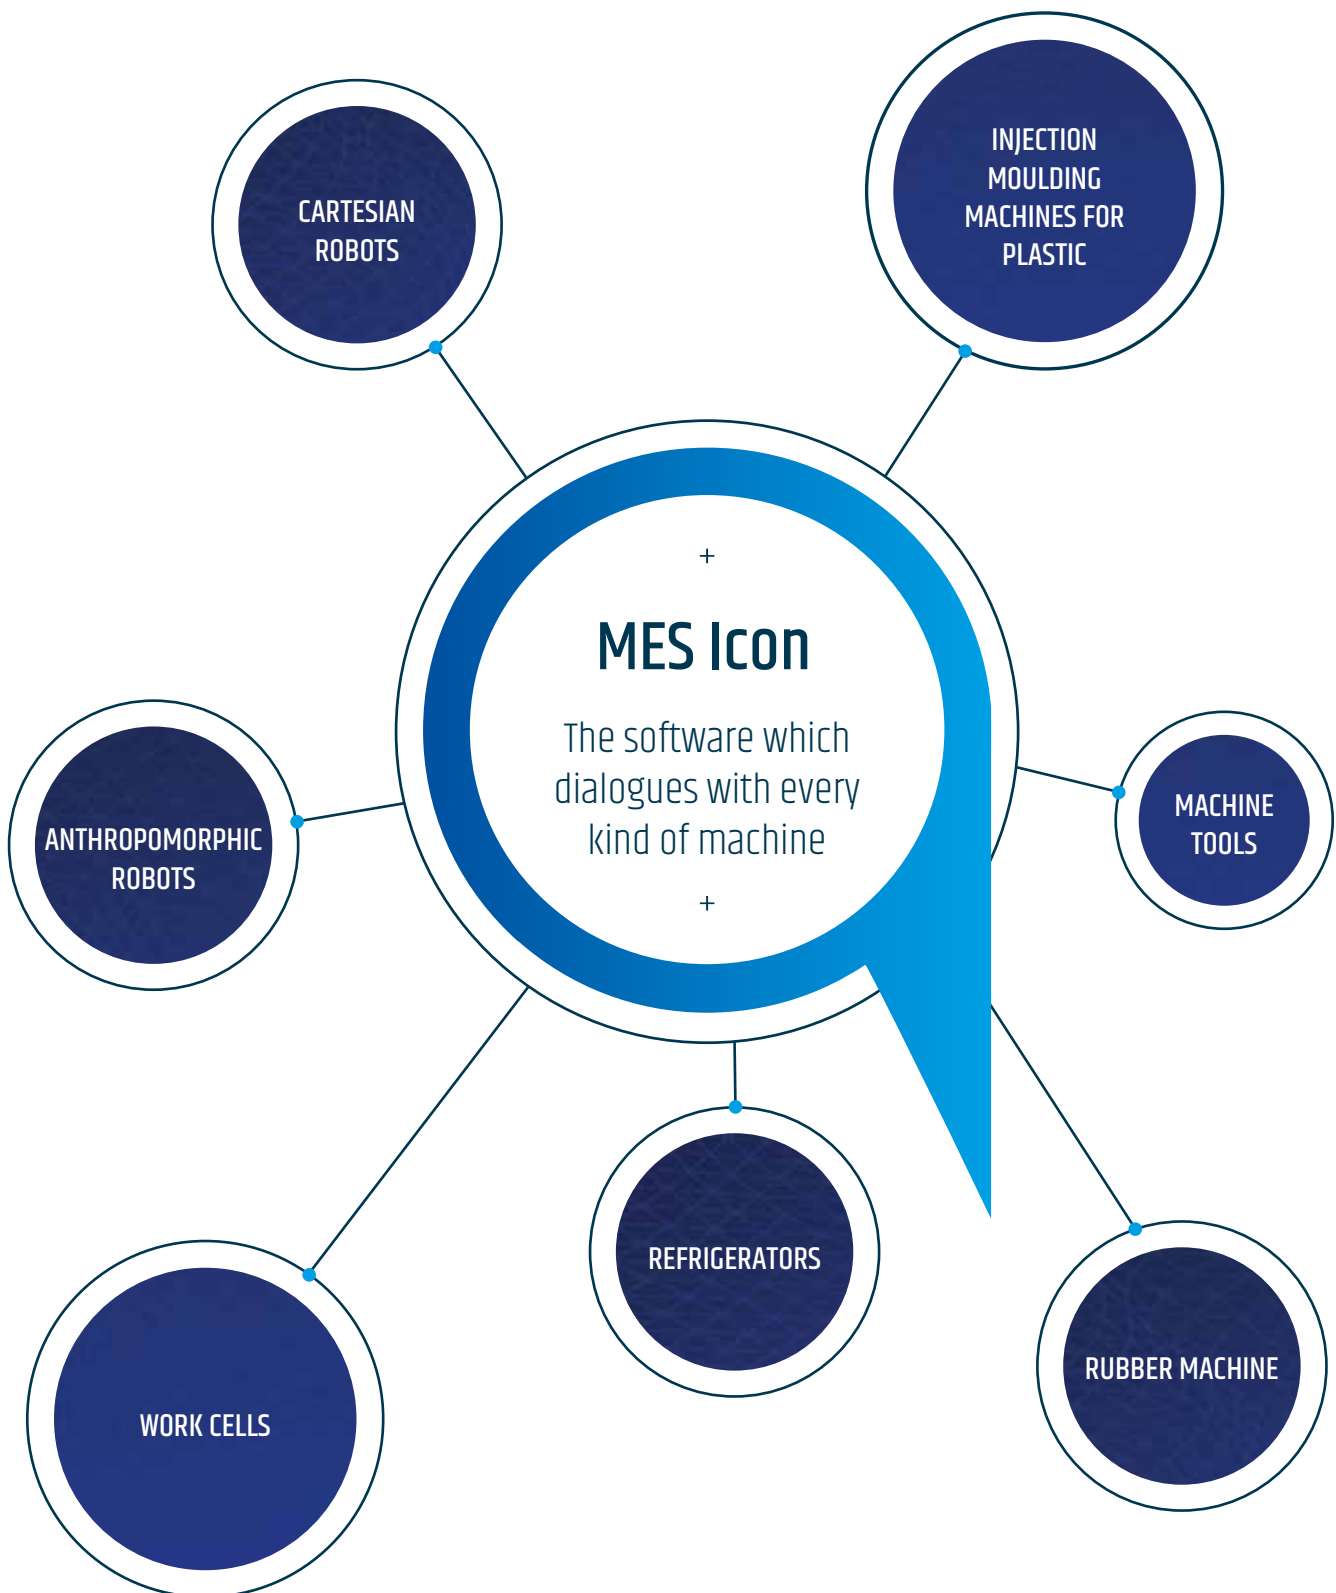 CARTESIAN
ROBOTS
INJECTION
MOULDING
MACHINES FOR
PLASTIC
+
MES Icon
The software which
dialogues with every
kind of machine
+
ANTHROPOMORPHIC
ROBOTS
MACHINE
TOOLS
REFRIGERATORS
RUBBER MACHINE
WORK CELLS